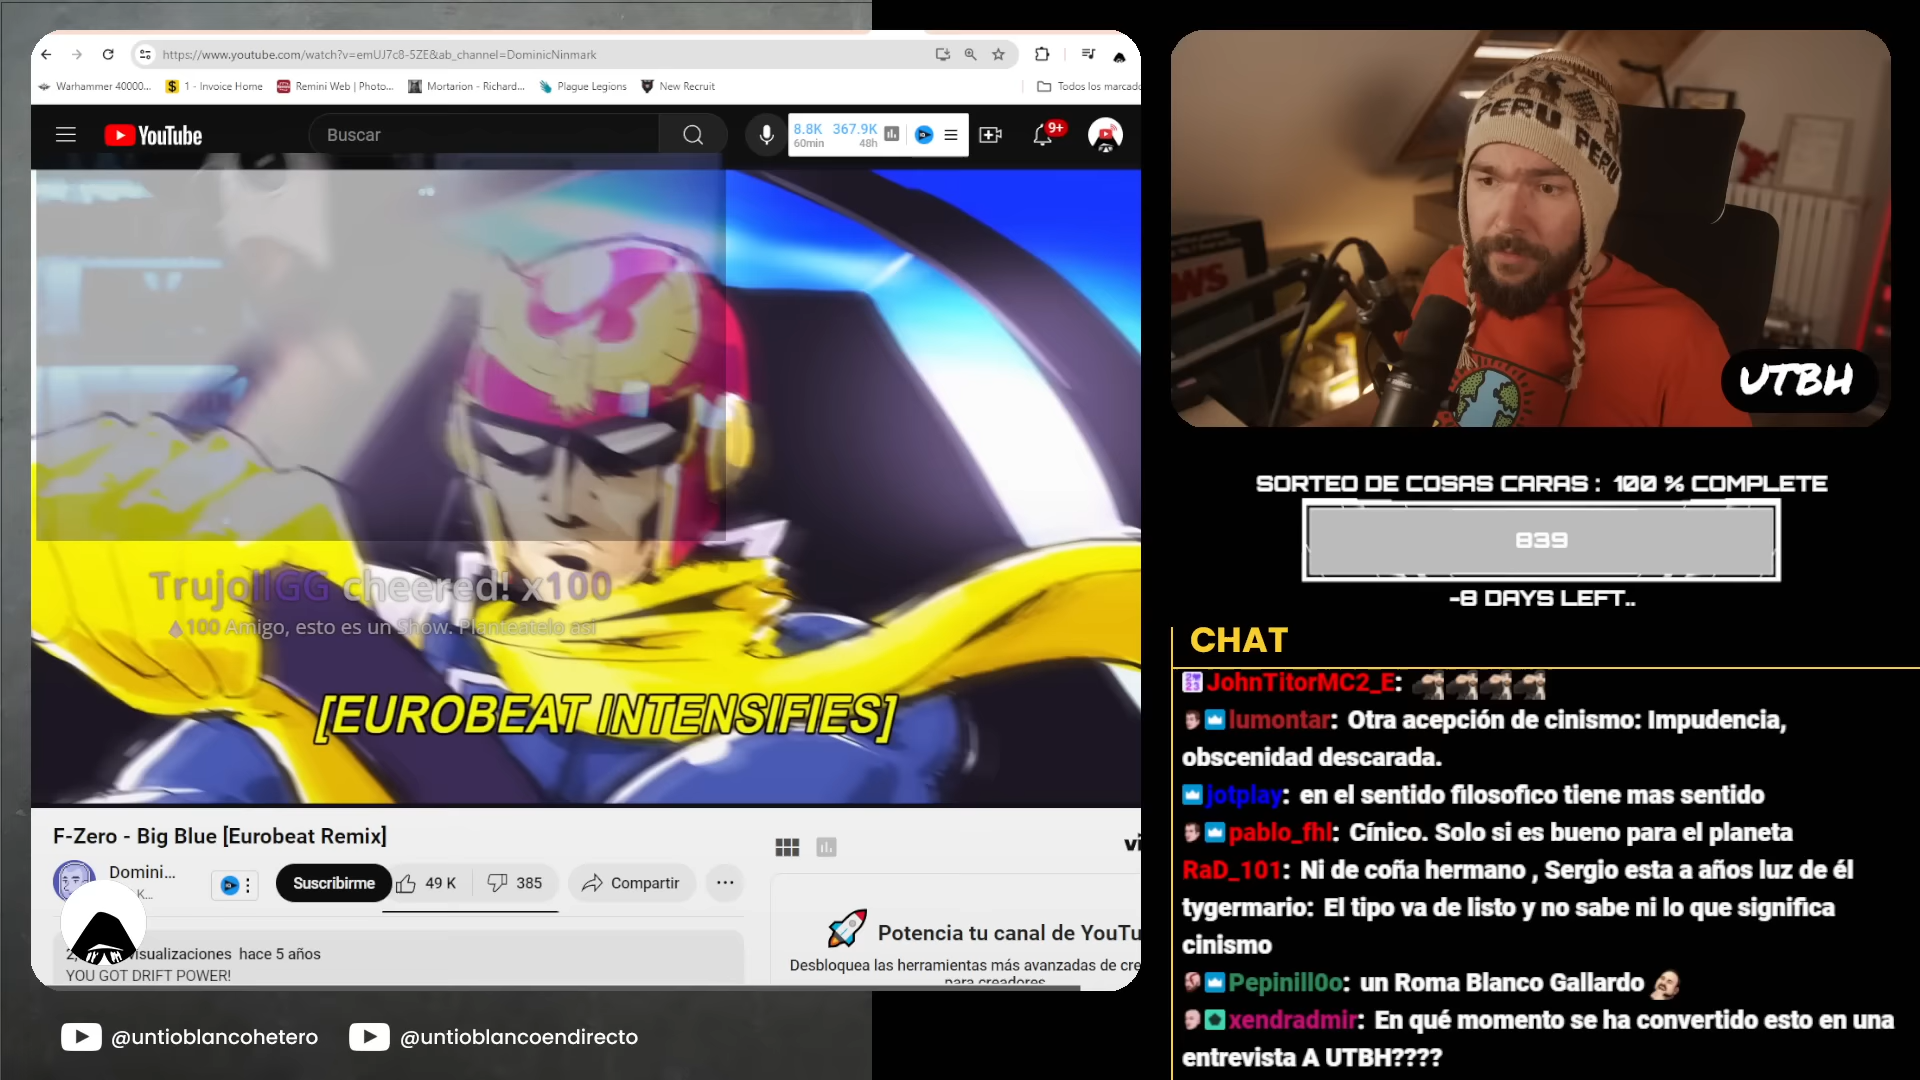 https://www.youtube.com/watch?v=emUJ7c8-5ZE&ab_channel=DominicNinmark
Warhammer 40000...
1 - Invoice Home
Remini Web | Photo...
Mortarion - Richard...
Plague Legions
New Recruit
Todos los marcado
YouTube
Buscar
8.8K 367.9K
60min 48h
9+
TrujollGG cheered! x100
100 Amigo, esto es un Show. Planteatelo asi
[EUROBEAT INTENSIFIES]
F-Zero - Big Blue [Eurobeat Remix]
Domini...
K...
Suscribirme
49 K
385
Compartir
...
visualizaciones hace 5 años
YOU GOT DRIFT POWER!
Potencia tu canal de YouTu
Desbloquea las herramientas más avanzadas de cre
para creadores
@untioblancohetero
@untioblancoendirecto
PERU PERU
PERU
WS
UTBH
SORTEO DE COSAS CARAS : 100 % COMPLETE
839
-8 DAYS LEFT..
CHAT
JohnTitorMC2_E:
lumontar: Otra acepción de cinismo: Impudencia,
obscenidad descarada.
jotplay: en el sentido filosofico tiene mas sentido
pablo_fhl: Cínico. Solo si es bueno para el planeta
RaD_101: Ni de coña hermano , Sergio esta a años luz de él
tygermario: El tipo va de listo y no sabe ni lo que significa
cinismo
Pepinill0o: un Roma Blanco Gallardo
xendradmir: En qué momento se ha convertido esto en una
entrevista A UTBH????